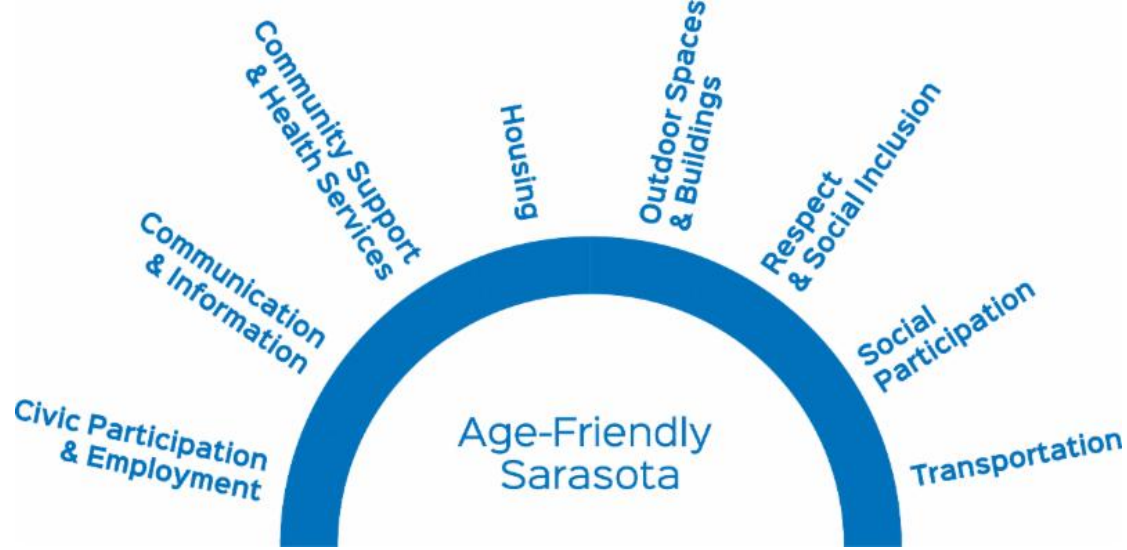 Civic Participation
& Employment
Communication
& Information
Community Support
& Health Services
Housing
Outdoor Spaces
& Buildings
Respect
& Social Inclusion
Social
Participation
Transportation
Age-Friendly
Sarasota